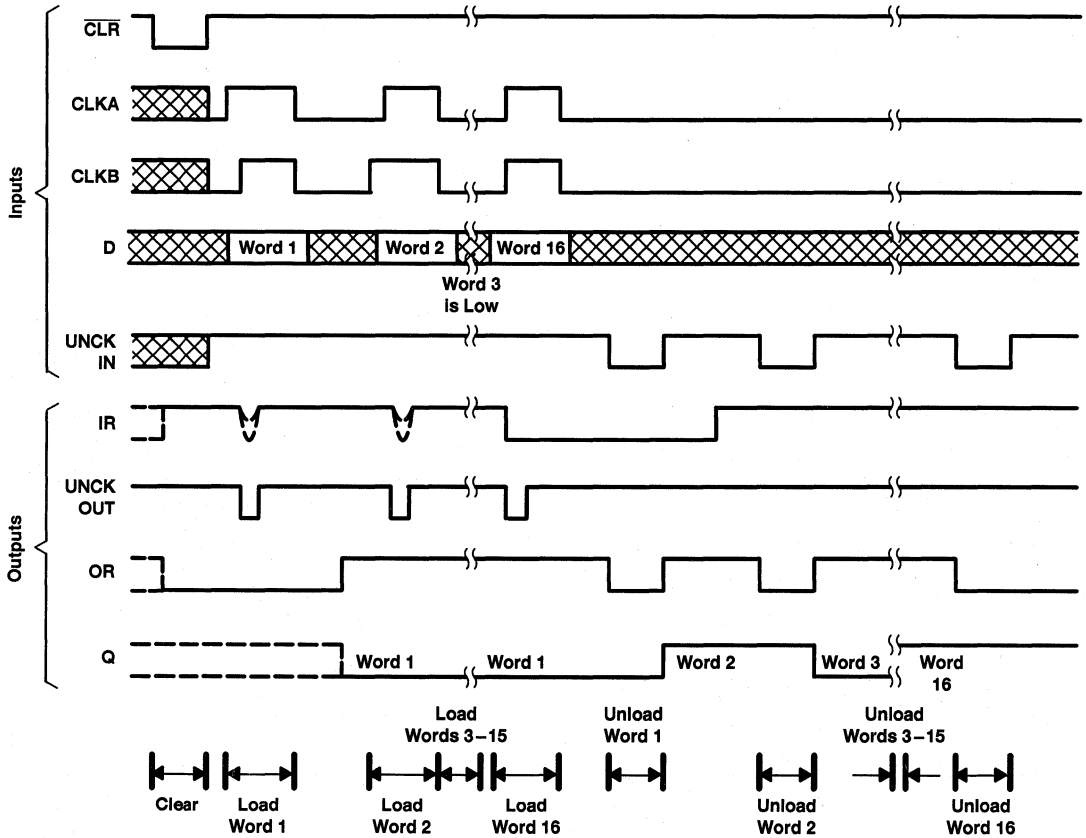 Inputs
CLR
CLKA
CLKB
D
Word 1
Word 2
Word 16
Word 3
is Low
UNCK
IN
Outputs
IR
UNCK
OUT
OR
Q
Word 1
Word 1
Word 2
Word 3
Word
16
Load
Words 3–15
Unload
Word 1
Unload
Words 3–15
Clear
Load
Word 1
Load
Word 2
Load
Word 16
Unload
Word 2
Unload
Word 16